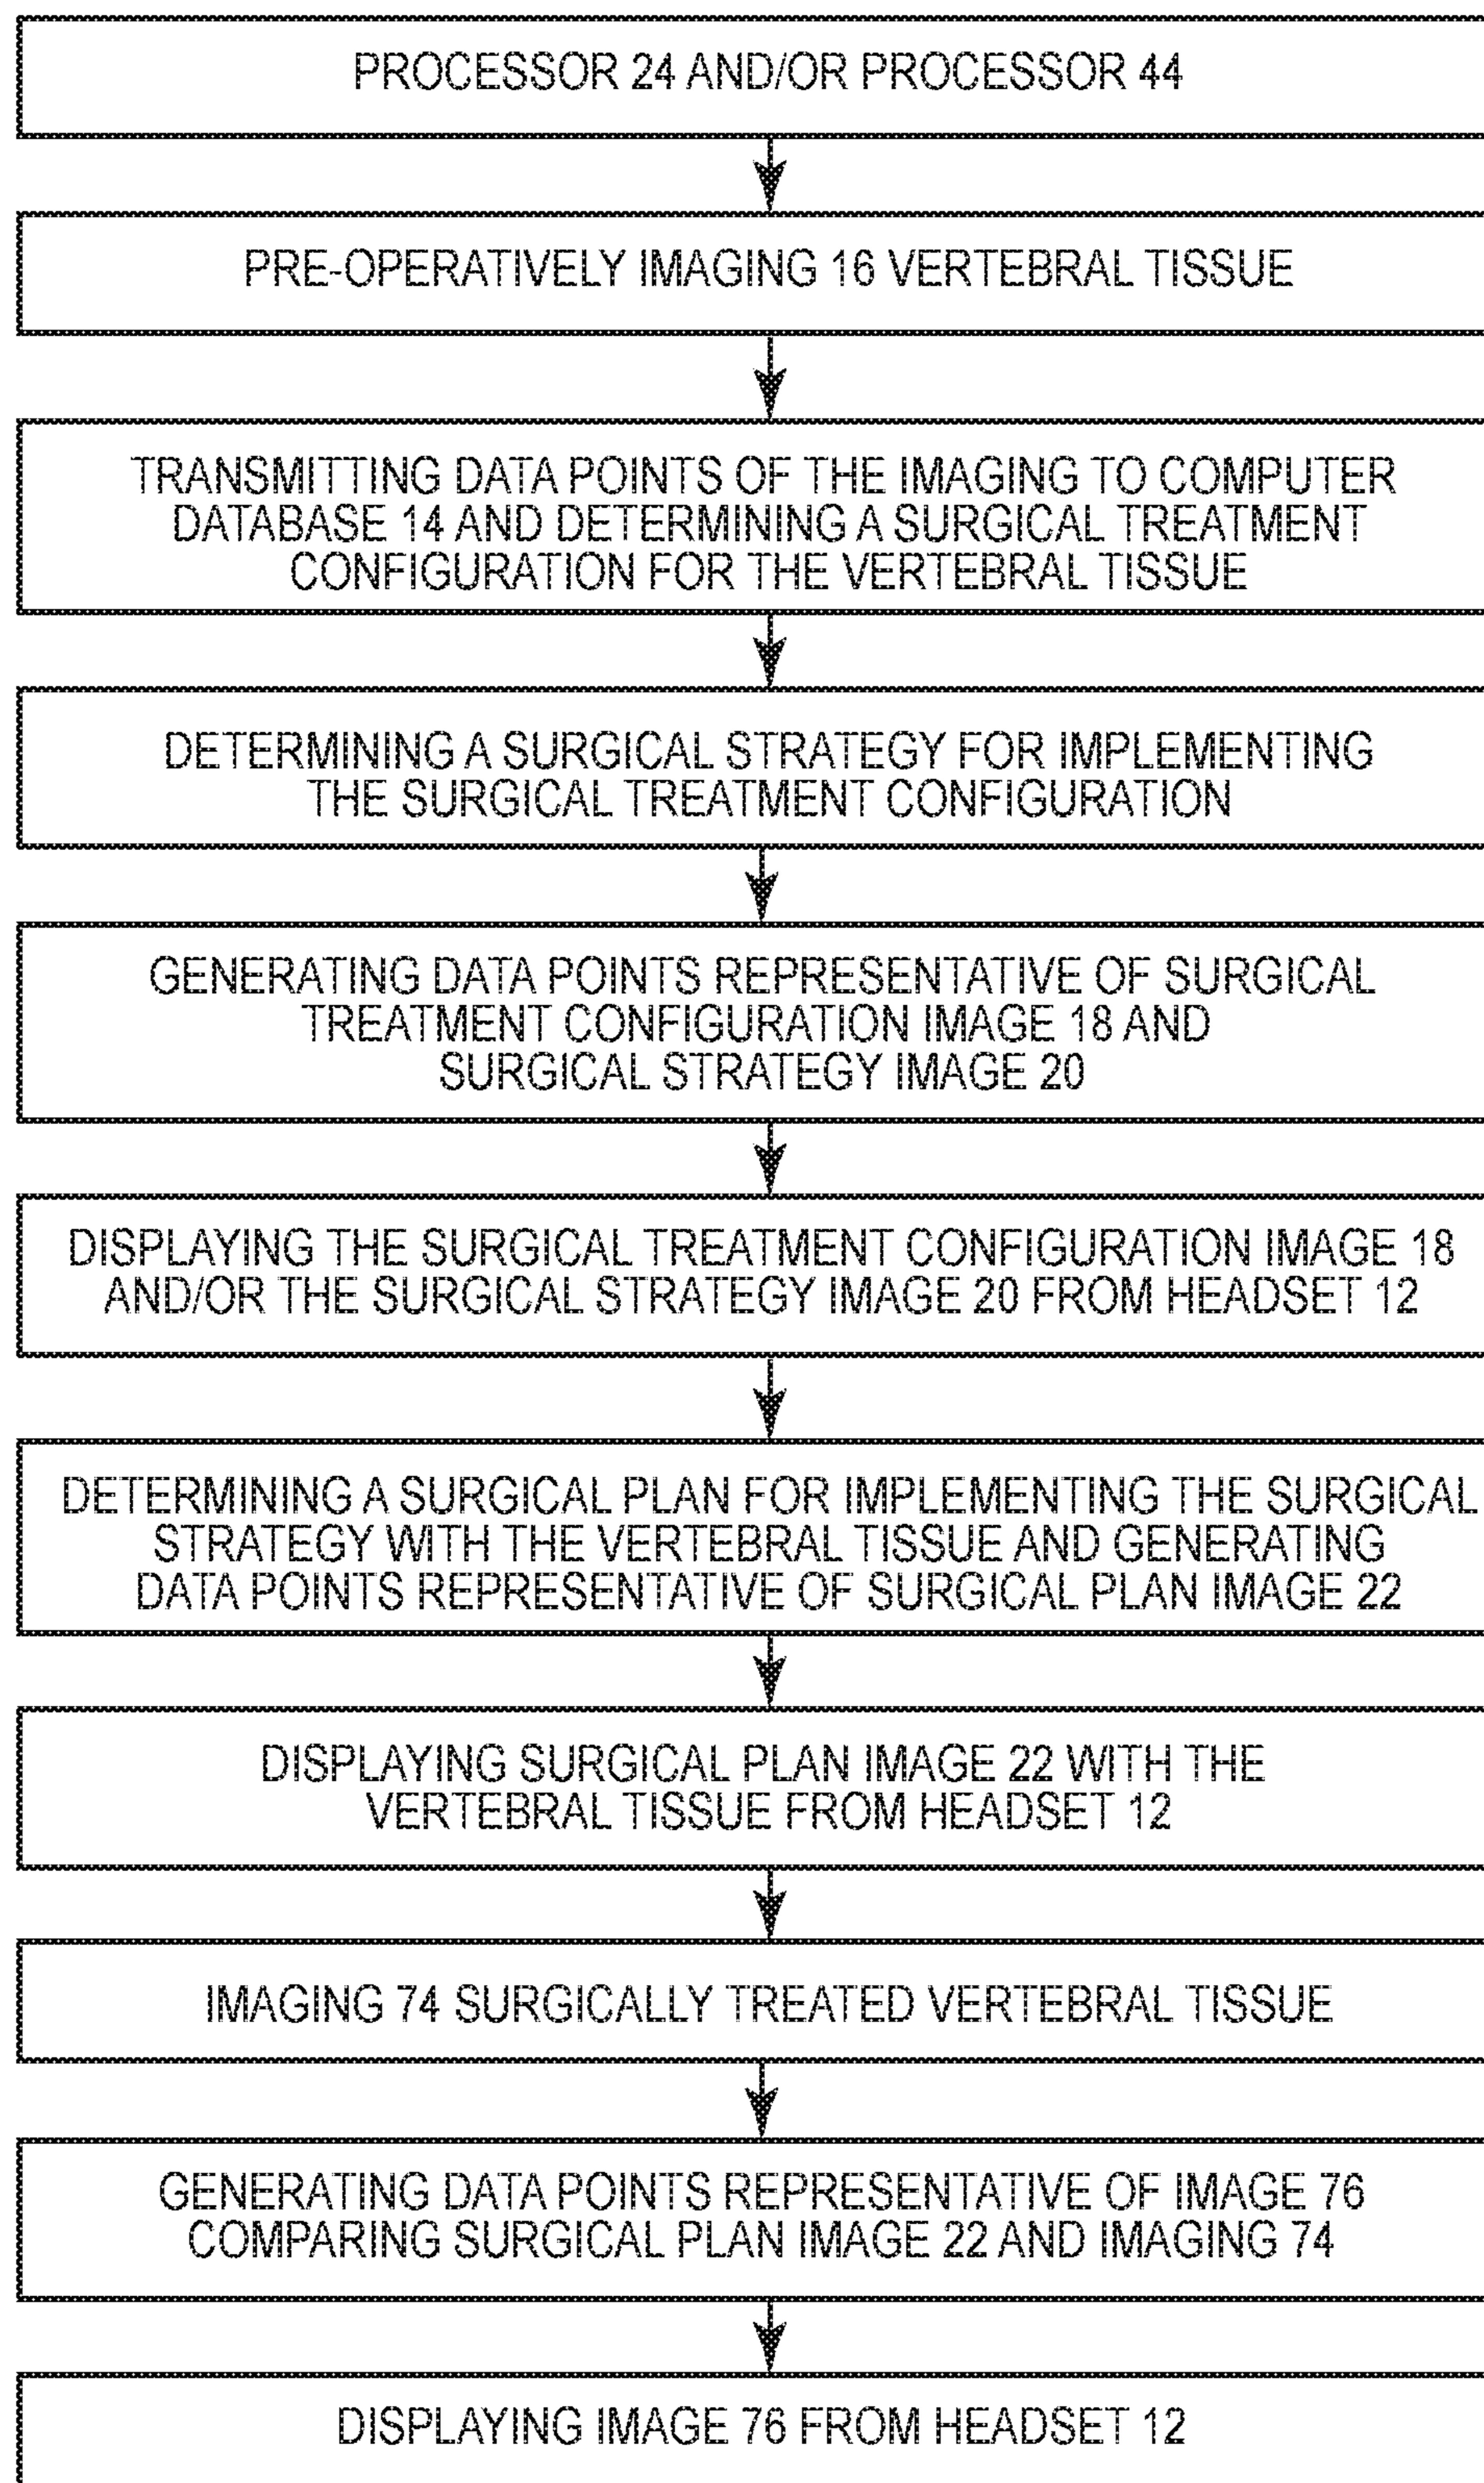 PROCESSOR 24 AND/OR PROCESSOR 44
PRE-OPERATIVELY IMAGING 16 VERTEBRAL TISSUE
TRANSMITTING DATA POINTS OF THE IMAGING TO COMPUTER
DATABASE 14 AND DETERMINING A SURGICAL TREATMENT
CONFIGURATION FOR THE VERTEBRAL TISSUE
DETERMINING A SURGICAL STRATEGY FOR IMPLEMENTING
THE SURGICAL TREATMENT CONFIGURATION
GENERATING DATA POINTS REPRESENTATIVE OF SURGICAL
TREATMENT CONFIGURATION IMAGE 18 AND
SURGICAL STRATEGY IMAGE 20
DISPLAYING THE SURGICAL TREATMENT CONFIGURATION IMAGE 18
AND/OR THE SURGICAL STRATEGY IMAGE 20 FROM HEADSET 12
DETERMINING A SURGICAL PLAN FOR IMPLEMENTING THE SURGICAL
STRATEGY WITH THE VERTEBRAL TISSUE AND GENERATING
DATA POINTS REPRESENTATIVE OF SURGICAL PLAN IMAGE 22
DISPLAYING SURGICAL PLAN IMAGE 22 WITH THE
VERTEBRAL TISSUE FROM HEADSET 12
IMAGING 74 SURGICALLY TREATED VERTEBRAL TISSUE
GENERATING DATA POINTS REPRESENTATIVE OF IMAGE 76
COMPARING SURGICAL PLAN IMAGE 22 AND IMAGING 74
DISPLAYING IMAGE 76 FROM HEADSET 12